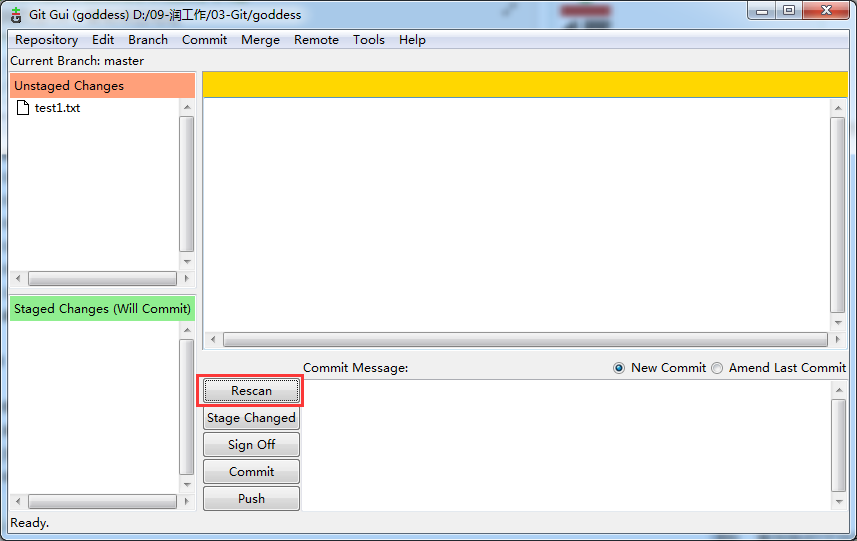 Git Gui (goddess) D:/09-润工作/03-Git/goddess
Repository Edit Branch Commit Merge Remote Tools Help
Current Branch: master
Unstaged Changes
test1.txt
Staged Changes (Will Commit)
Commit Message:
New Commit
Amend Last Commit
Rescan
Stage Changed
Sign Off
Commit
Push
Ready.